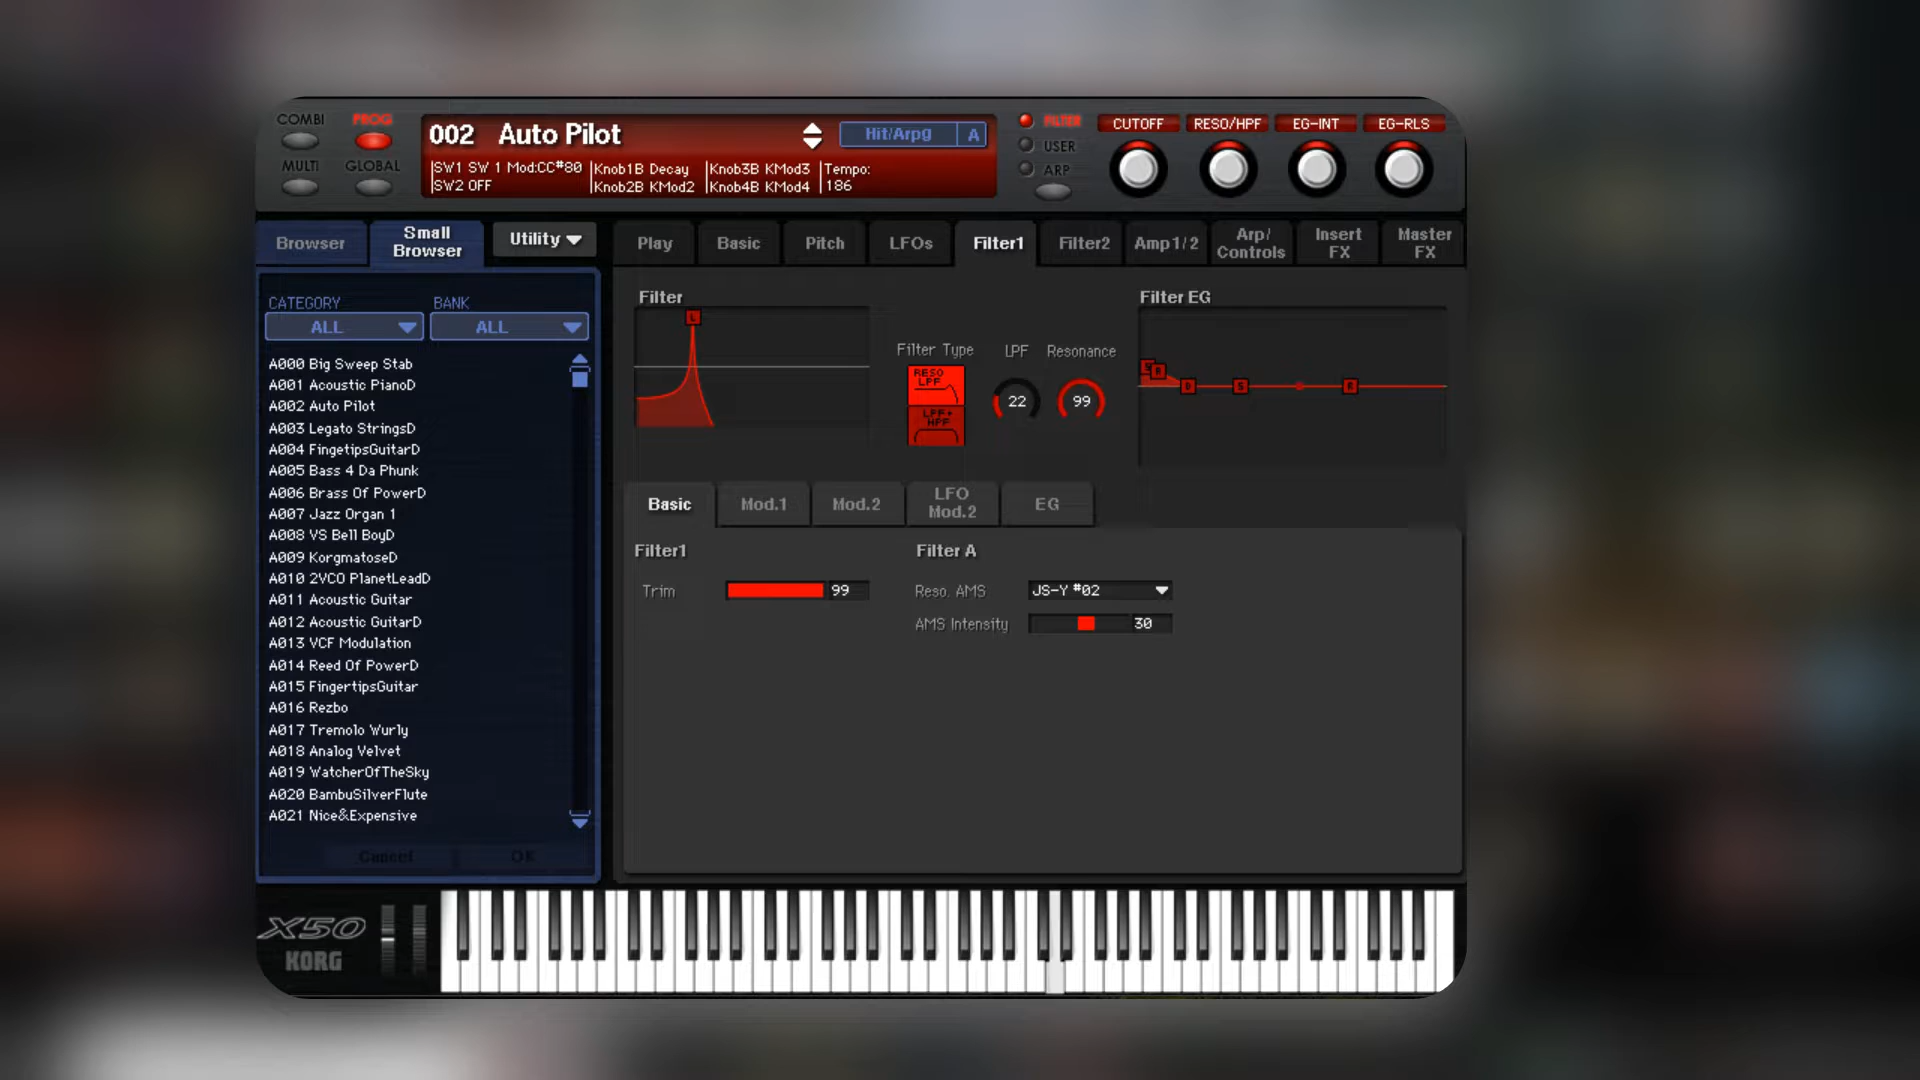 COMBI
PROG
MULTI
GLOBAL
002 Auto Pilot
Hit/Arpg A
SW1 SW 1 Mod:CC#80
SW2 OFF
Knob1B Decay
Knob2B KMod2
Knob3B KMod3
Knob4B KMod4
Tempo:
186
FILTER
USER
ARP
CUTOFF
RESO/HPF
EG-INT
EG-RLS
Browser
Small
Browser
Utility
Play
Basic
Pitch
LFOs
Filter1
Filter2
Amp1/2
Arp/
Controls
Insert
FX
Master
FX
CATEGORY
BANK
ALL
ALL
A000 Big Sweep Stab
A001 Acoustic PianoD
A002 Auto Pilot
A003 Legato StringsD
A004 FingetipsGuitarD
A005 Bass 4 Da Phunk
A006 Brass Of PowerD
A007 Jazz Organ 1
A008 VS Bell BoyD
A009 KorgmatoseD
A010 2VCO PlanetLeadD
A011 Acoustic Guitar
A012 Acoustic GuitarD
A013 VCF Modulation
A014 Reed Of PowerD
A015 FingertipsGuitar
A016 Rezbo
A017 Tremolo Wurly
A018 Analog Velvet
A019 WatcherOfTheSky
A020 BambuSilverFlute
A021 Nice&Expensive
Cancel
OK
Filter
L
Filter Type
RESO
LPF
LPF+
HPF
LPF
22
Resonance
99
Filter EG
S
A
D
S
R
Basic
Mod.1
Mod.2
LFO
Mod.2
EG
Filter1
Trim
99
Filter A
Reso. AMS
JS-Y #02
AMS Intensity
30
X50
KORG